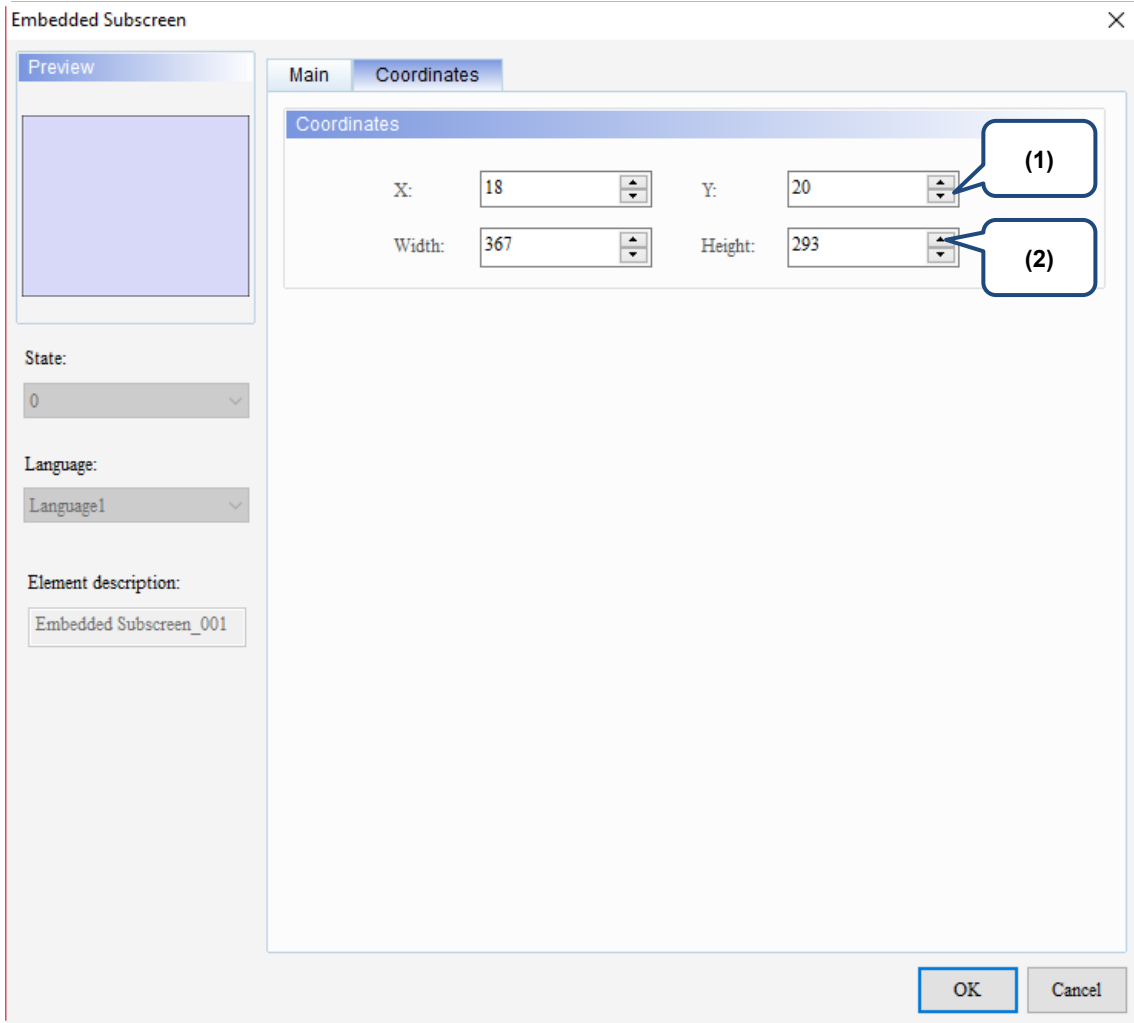 Embedded Subscreen
Preview
Main Coordinates
Coordinates
(1)
X: 18 Y: 20
Width: 367 Height: 293
(2)
State:
0
Language:
Language1
Element description:
Embedded Subscreen_001
OK Cancel